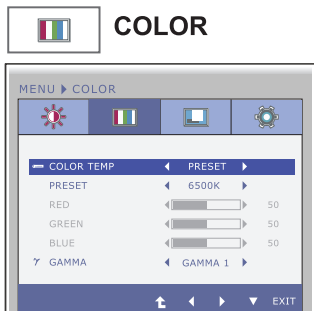 COLOR
MENU COLOR
COLOR TEMP PRESET
PRESET 6500K
RED 50
GREEN 50
BLUE 50
γ GAMMA GAMMA 1
EXIT